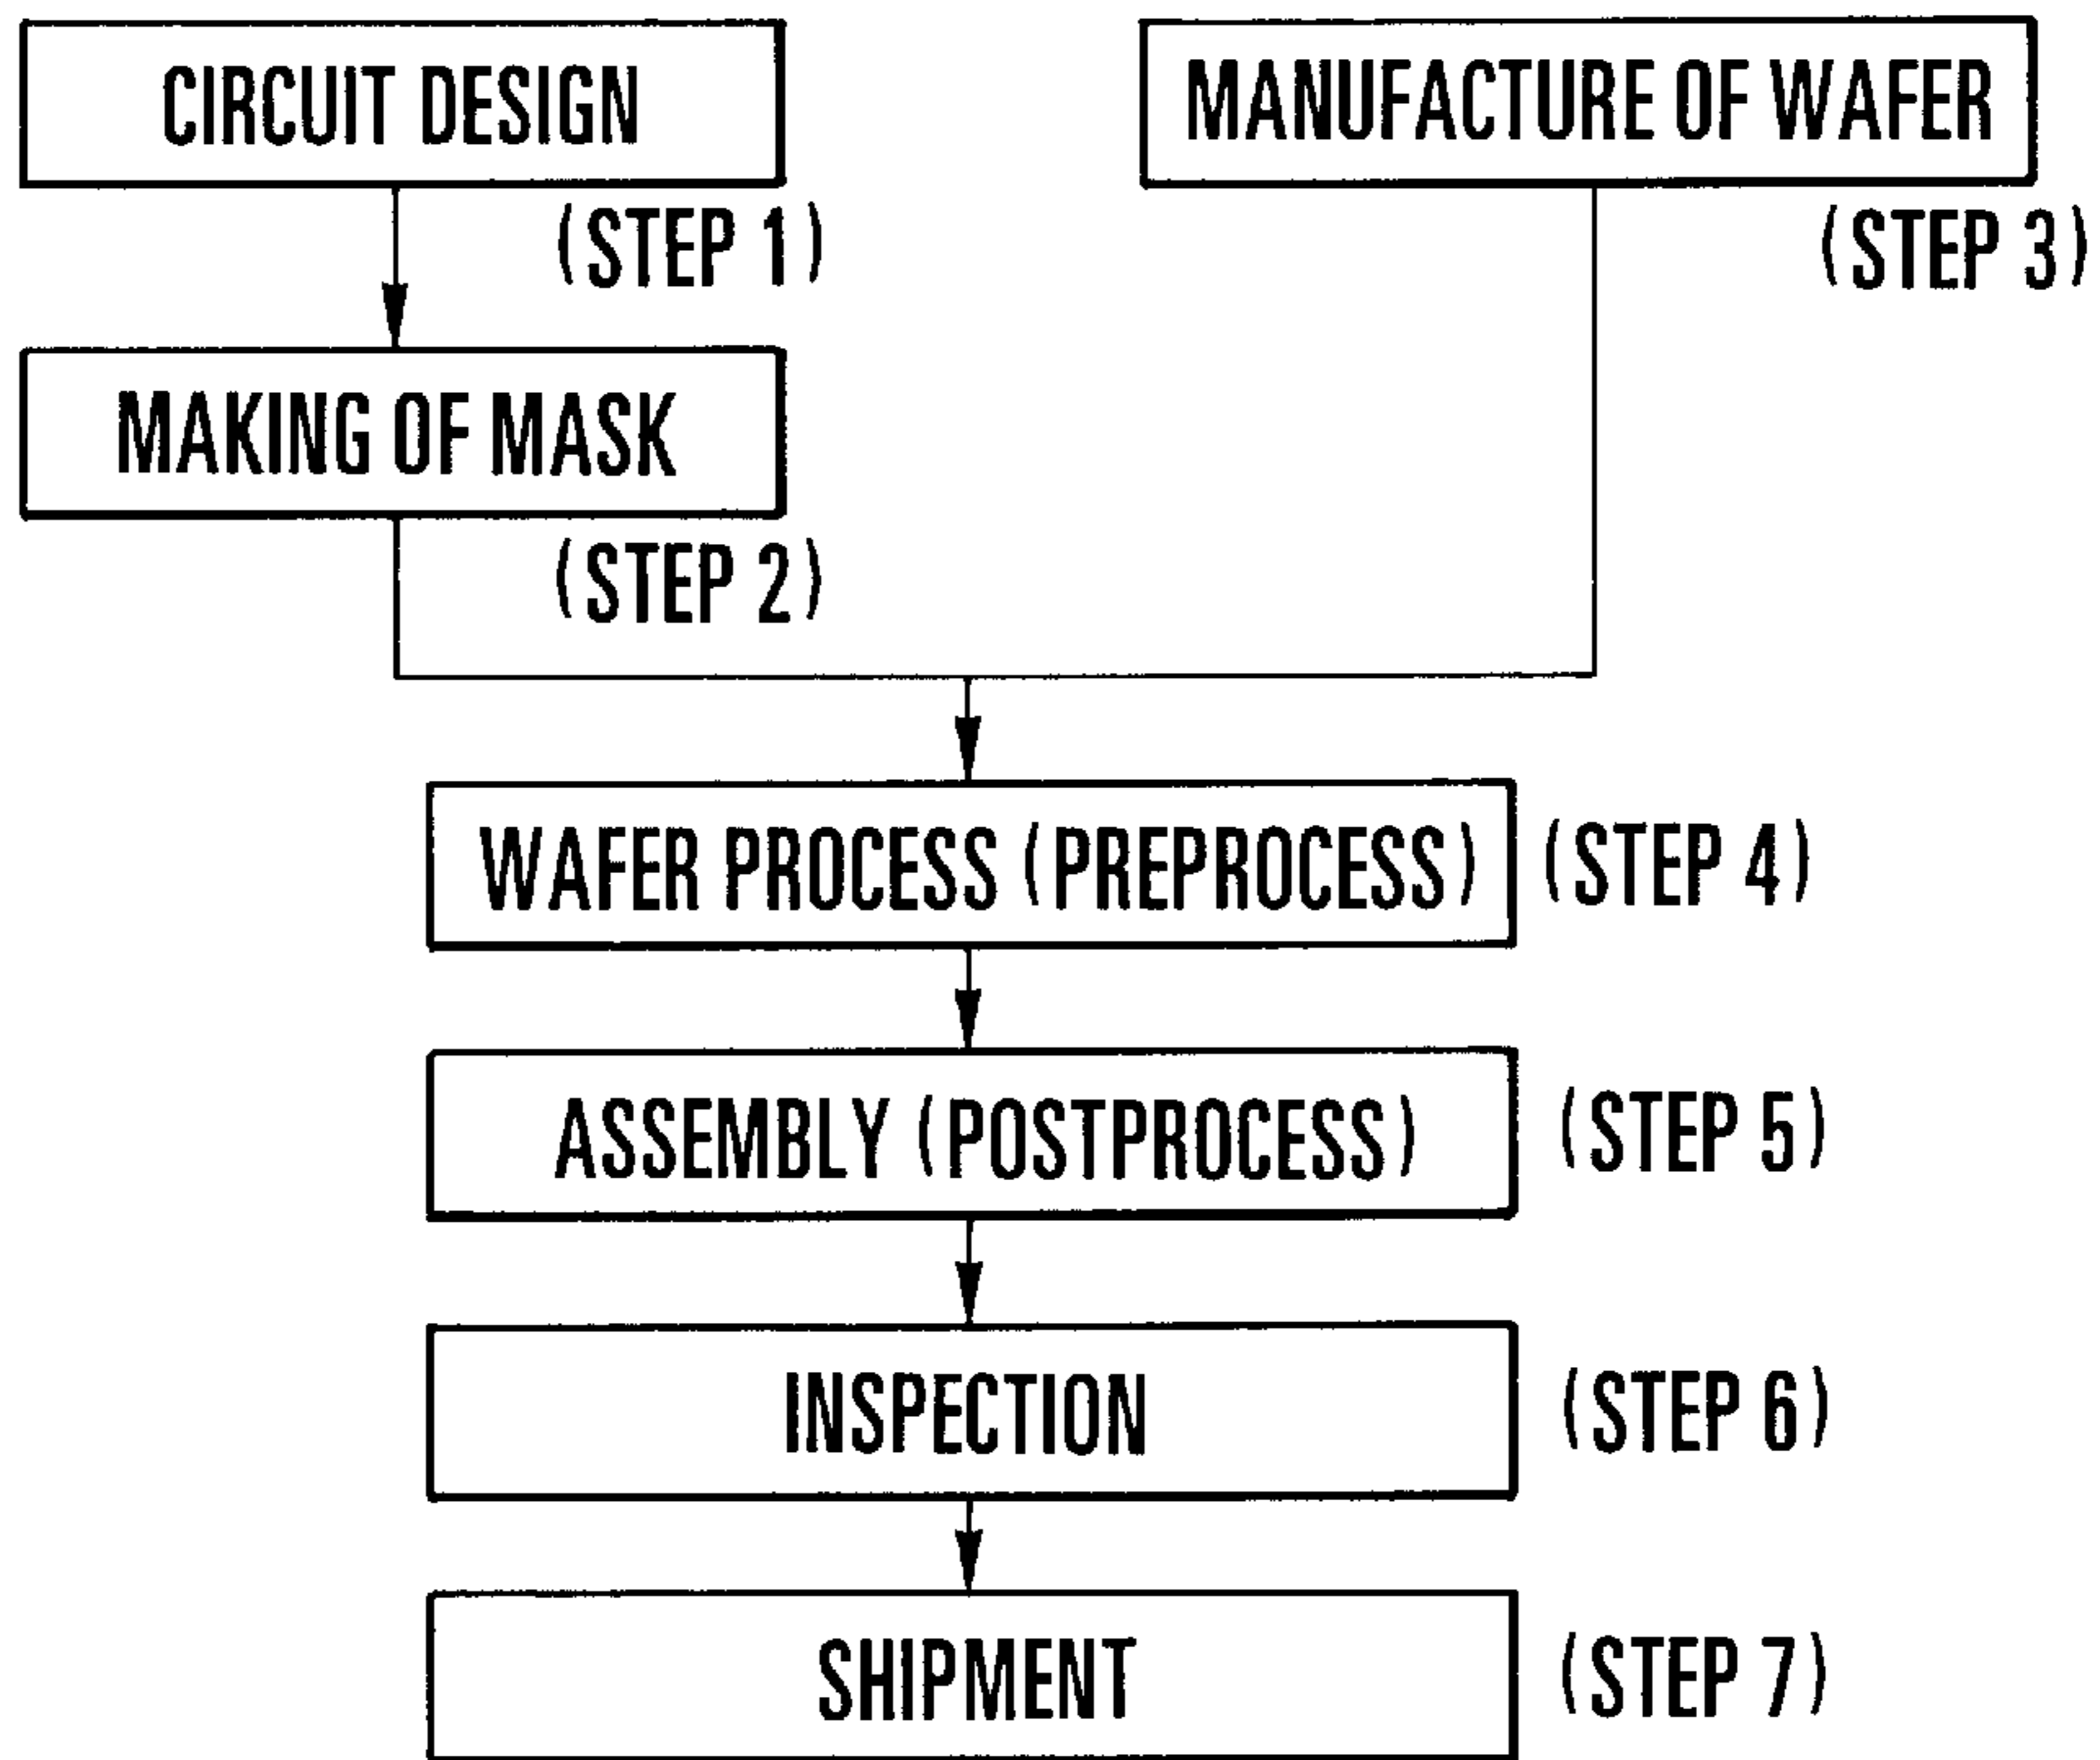 CIRCUIT DESIGN
(STEP 1)
MAKING OF MASK
(STEP 2)
MANUFACTURE OF WAFER
(STEP 3)
WAFER PROCESS (PREPROCESS) (STEP 4)
ASSEMBLY (POSTPROCESS) (STEP 5)
INSPECTION (STEP 6)
SHIPMENT (STEP 7)